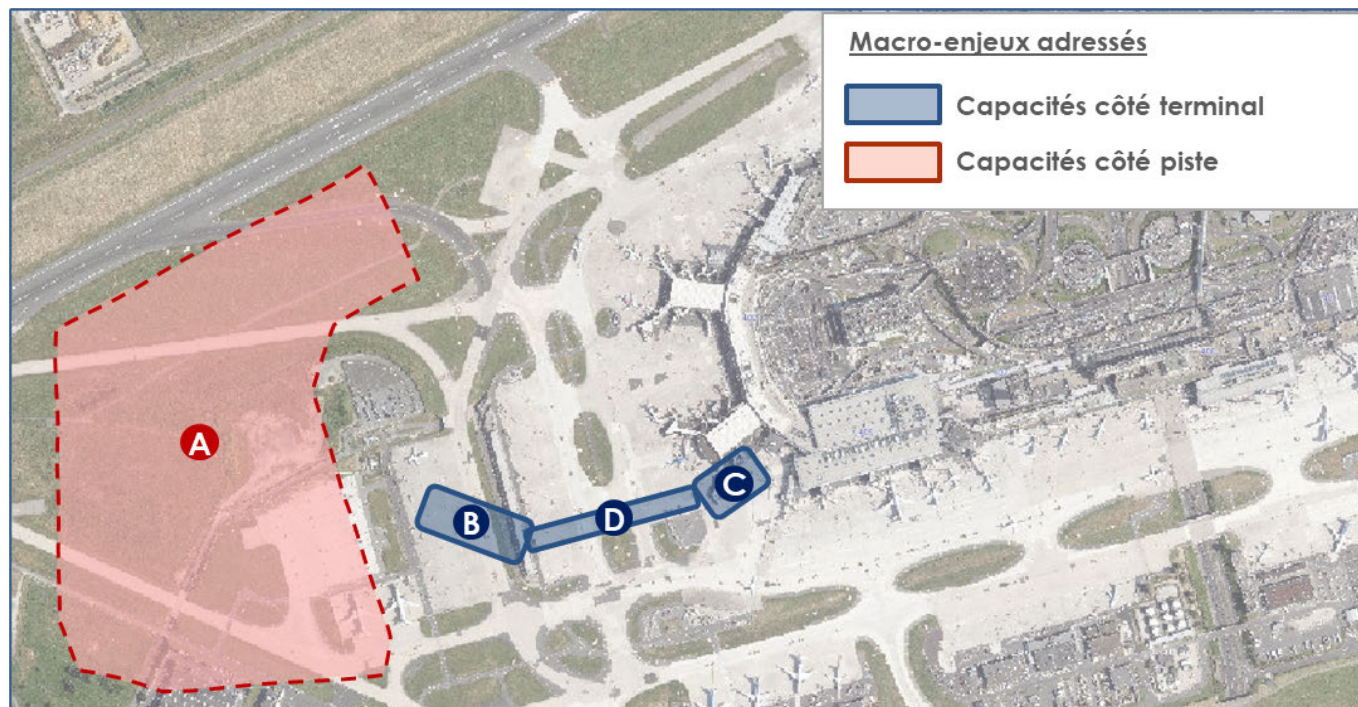 Macro-enjeux adressés
Capacités côté terminal
Capacités côté piste
A
B
D
C